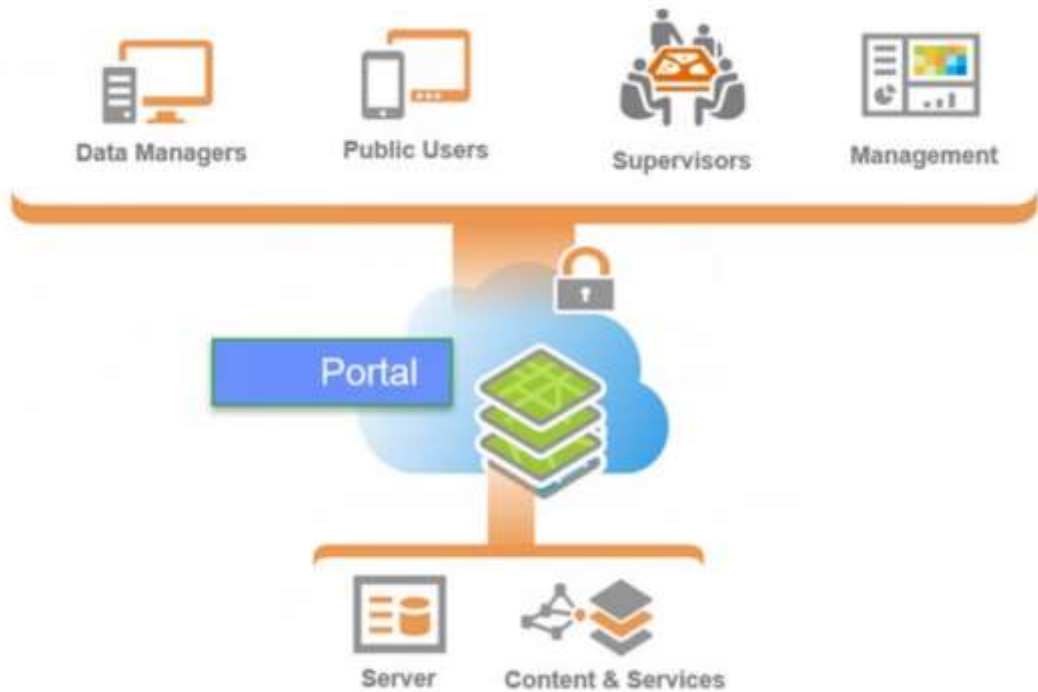 Data Managers
Public Users
Supervisors
Management
Portal
Server
Content & Services